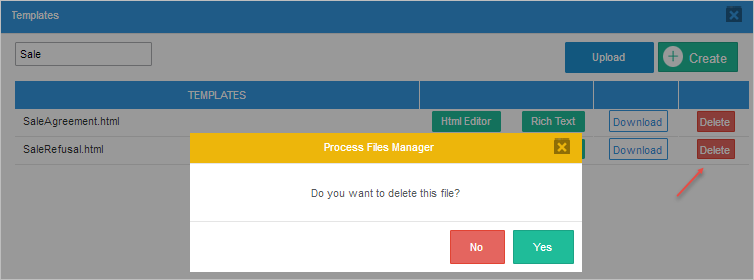 Templates
Sale
Upload
Create
TEMPLATES
SaleAgreement.html Html Editor Rich Text Download Delete
SaleRefusal.html Download Delete
Process Files Manager
Do you want to delete this file?
No Yes